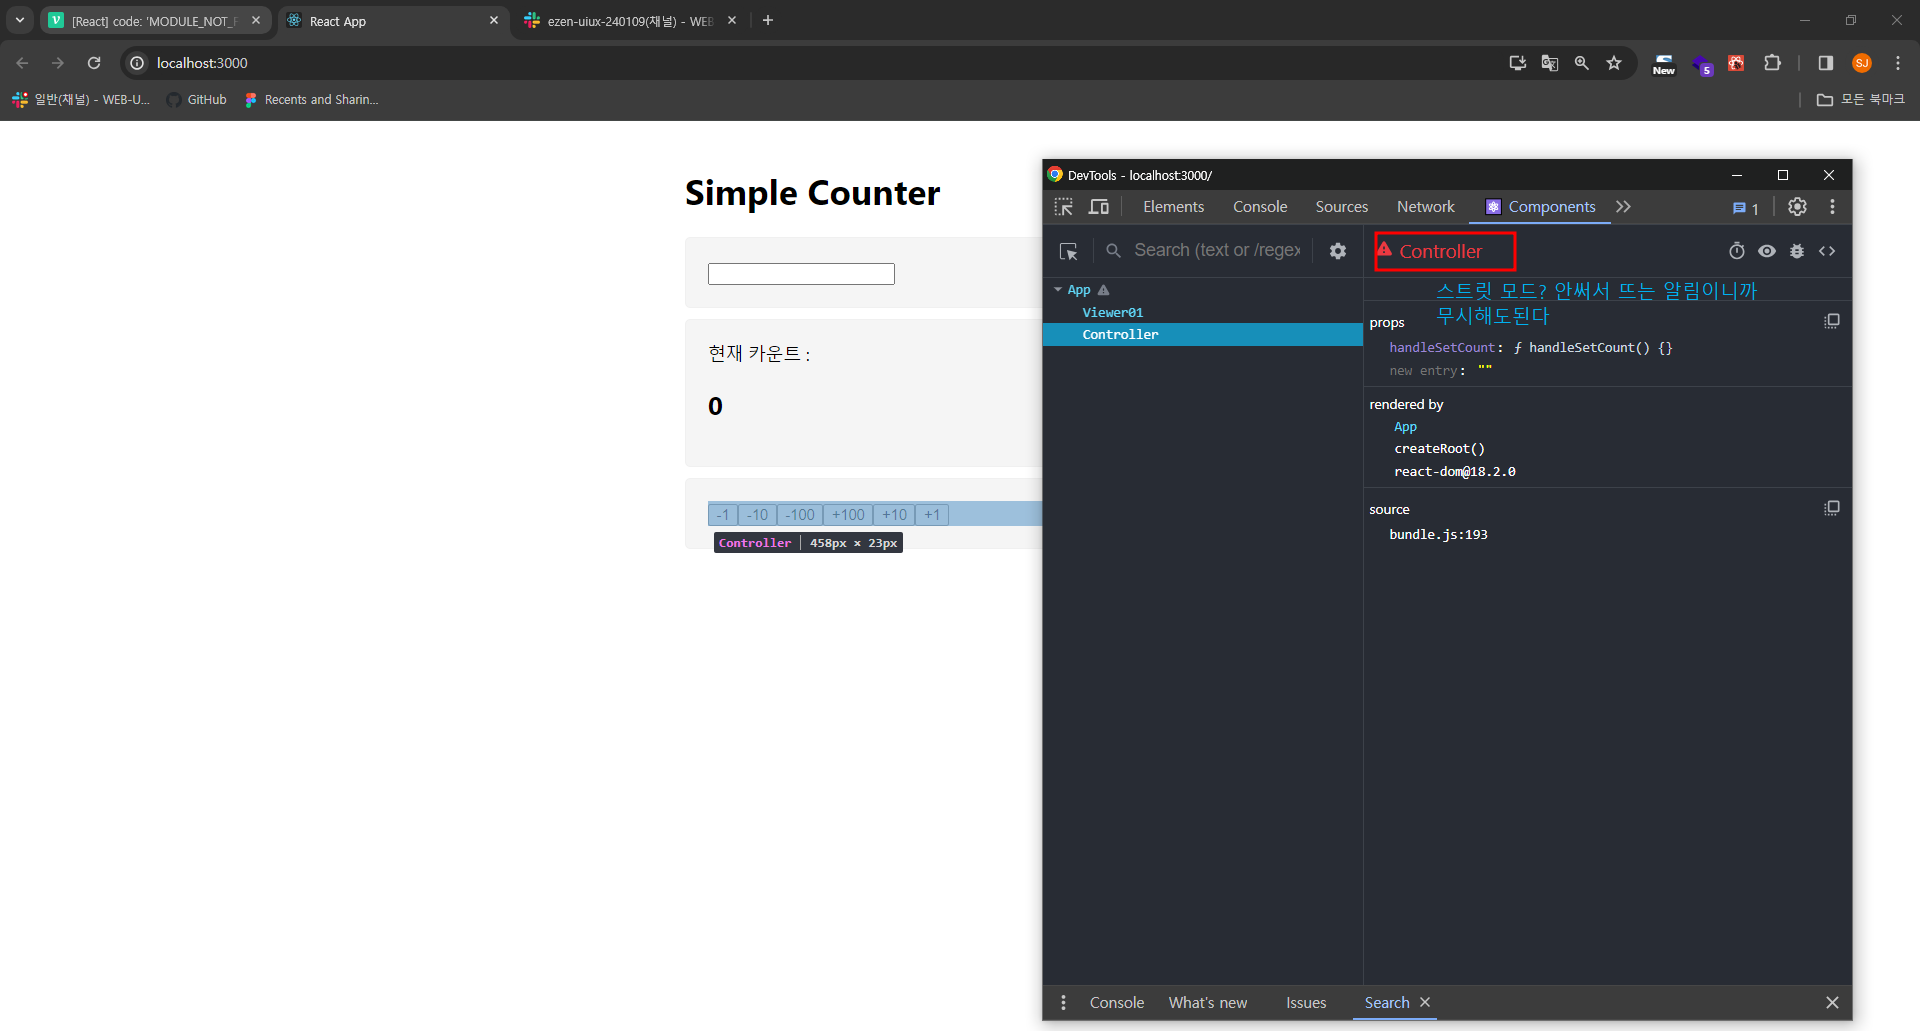 [React] code: 'MODULE_NOT_F
React App
ezen-uiux-240109(채널) - WEB
localhost:3000
New
5
SJ
일반(채널) - WEB-U...
GitHub
Recents and Sharin...
모든 북마크
Simple Counter
현재 카운트 :
0
-1 -10 -100 +100 +10 +1
Controller | 458px × 23px
DevTools - localhost:3000/
Elements Console Sources Network Components 1
Search (text or /regex
Controller
App
Viewer01
Controller
스트릿 모드? 안써서 뜨는 알림이니까
무시해도된다
props
handleSetCount: ƒ handleSetCount() {}
new entry: ""
rendered by
App
createRoot()
react-dom@18.2.0
source
bundle.js:193
Console What's new Issues Search